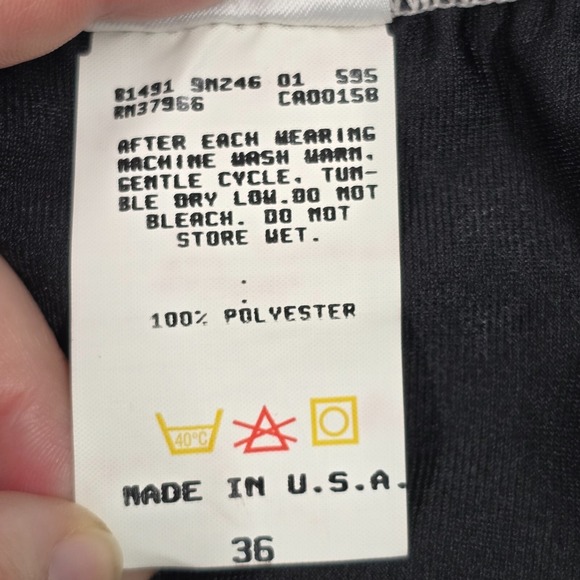 81491 9M246 01 595
RN37966 CA00158
AFTER EACH WEARING
MACHINE WASH WARM,
GENTLE CYCLE, TUM-
BLE DRY LOW.DO NOT
BLEACH. DO NOT
STORE WET.
100% POLYESTER
40°C
MADE IN U.S.A.
36